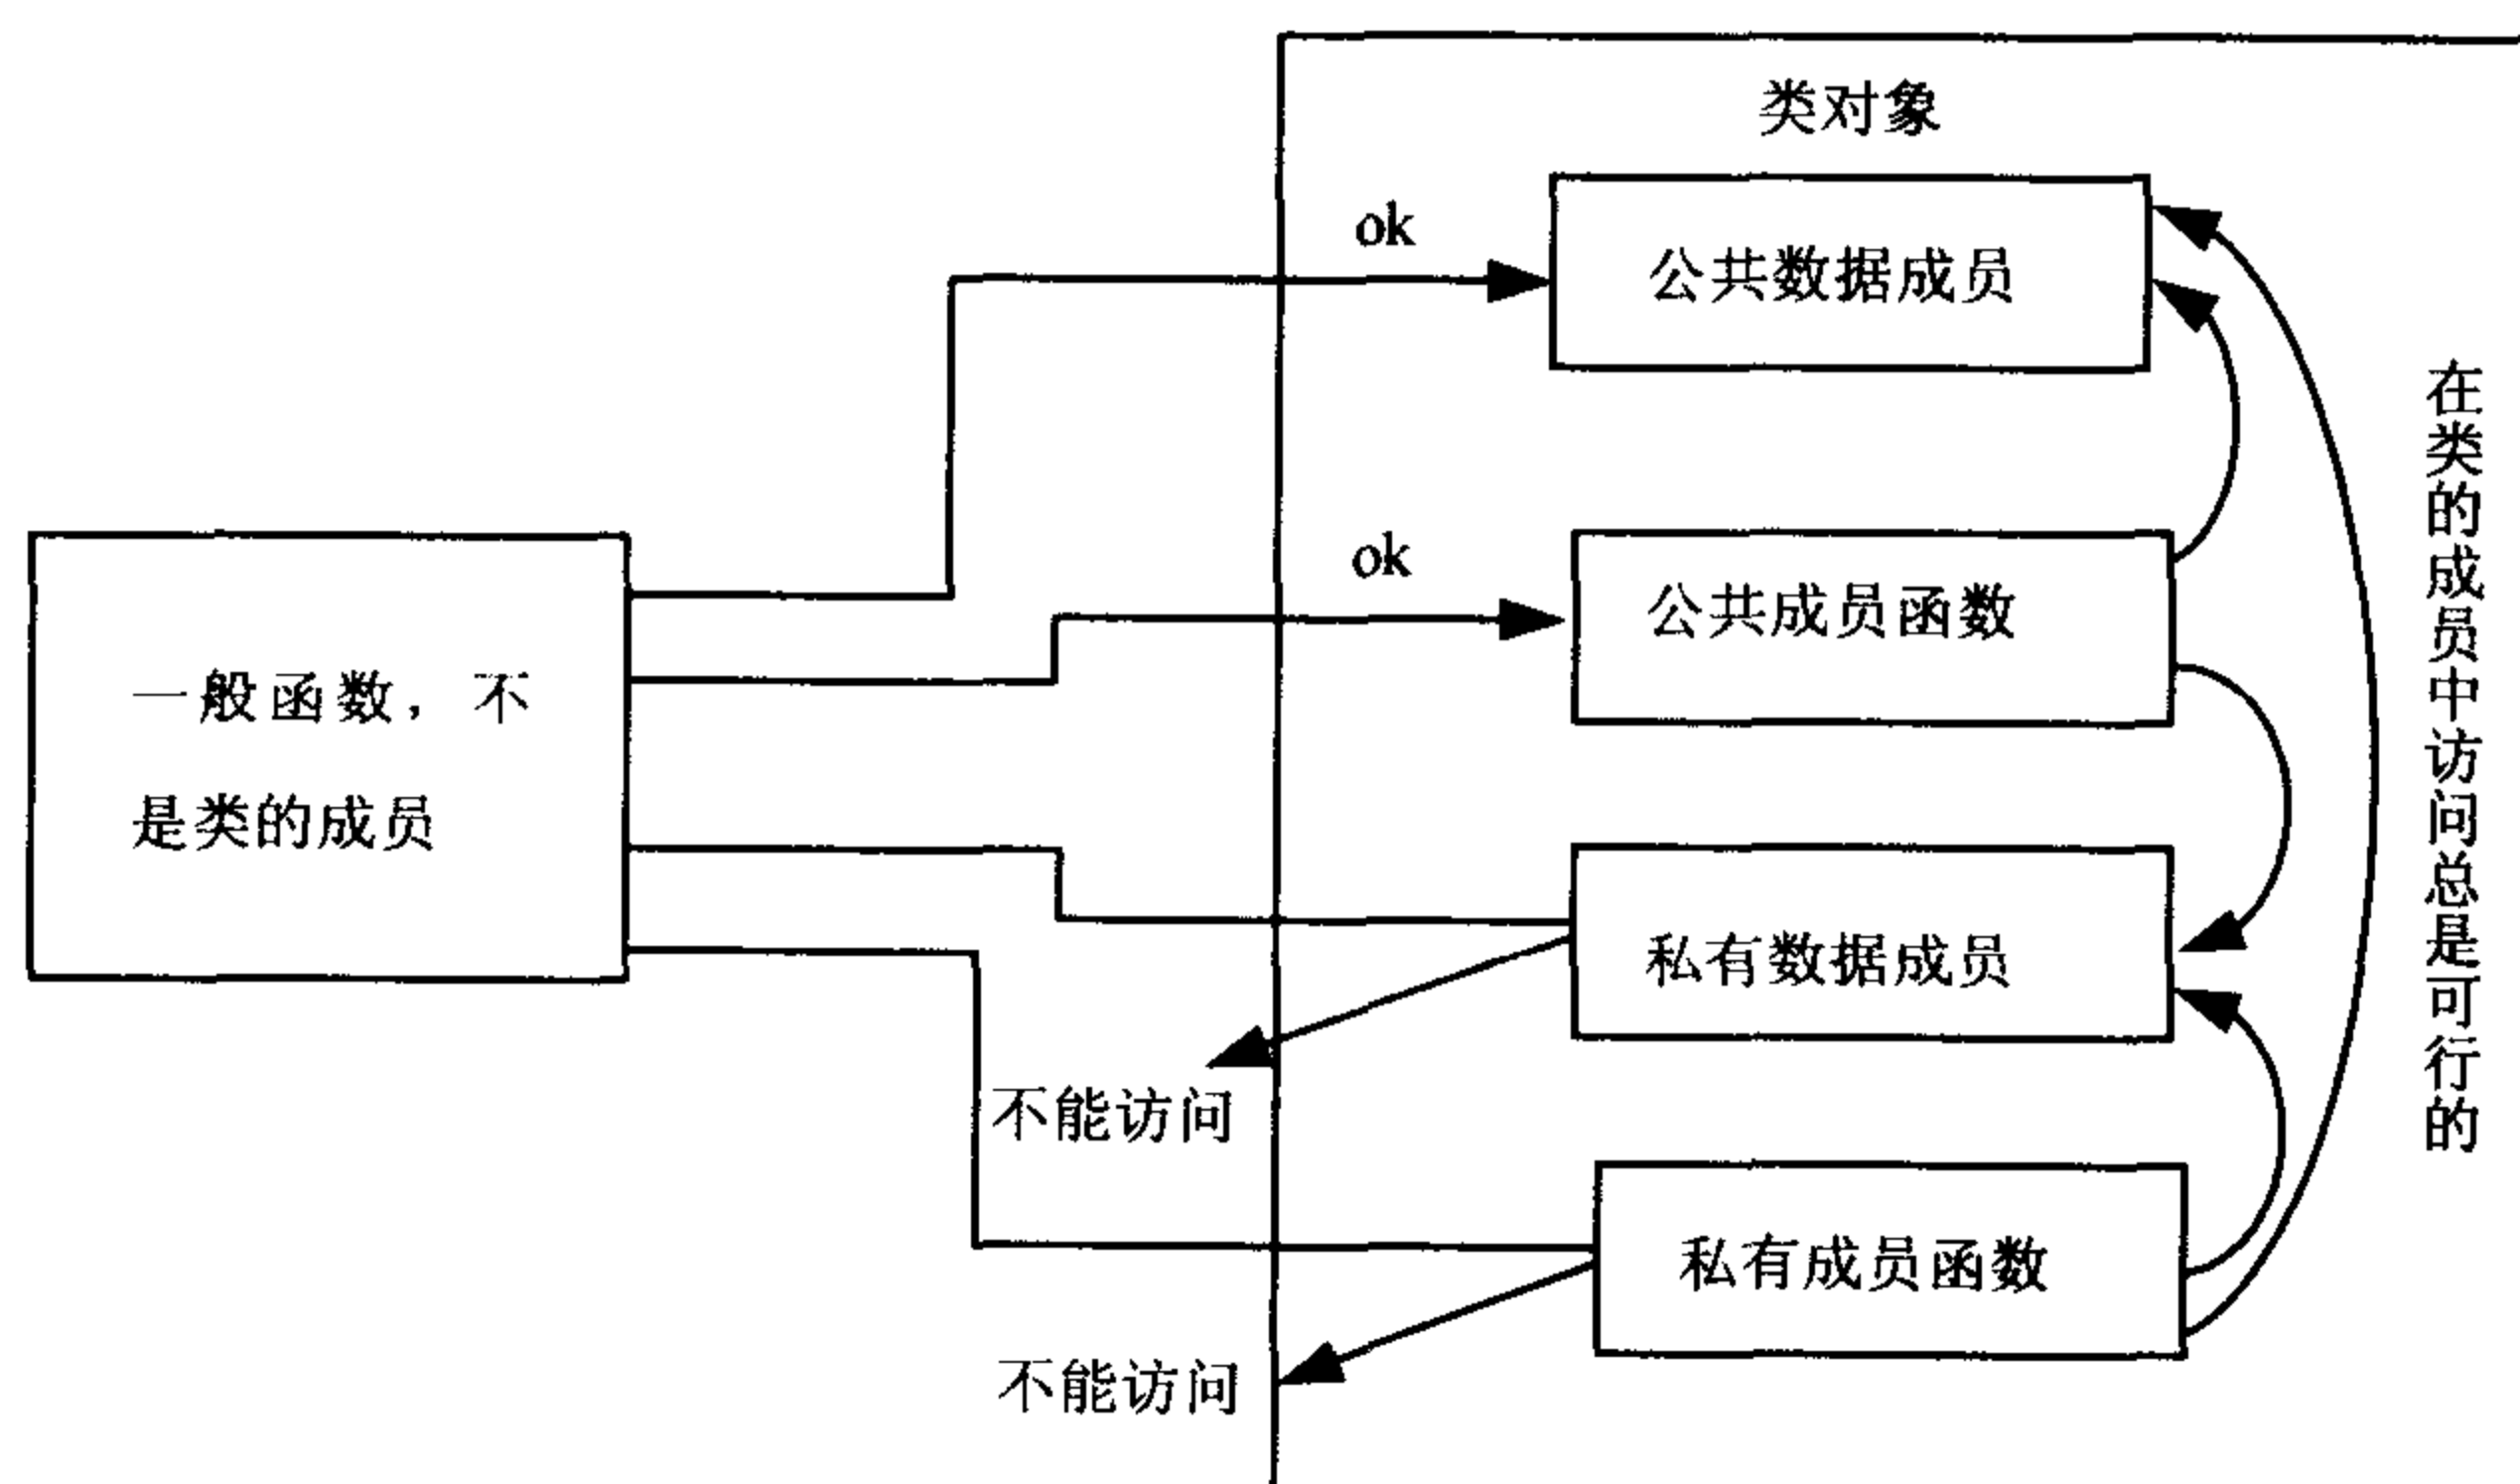 类对象
ok
公共数据成员
ok
公共成员函数
一般函数，不
是类的成员
私有数据成员
不能访问
私有成员函数
不能访问
在类的成员中访问总是可行的